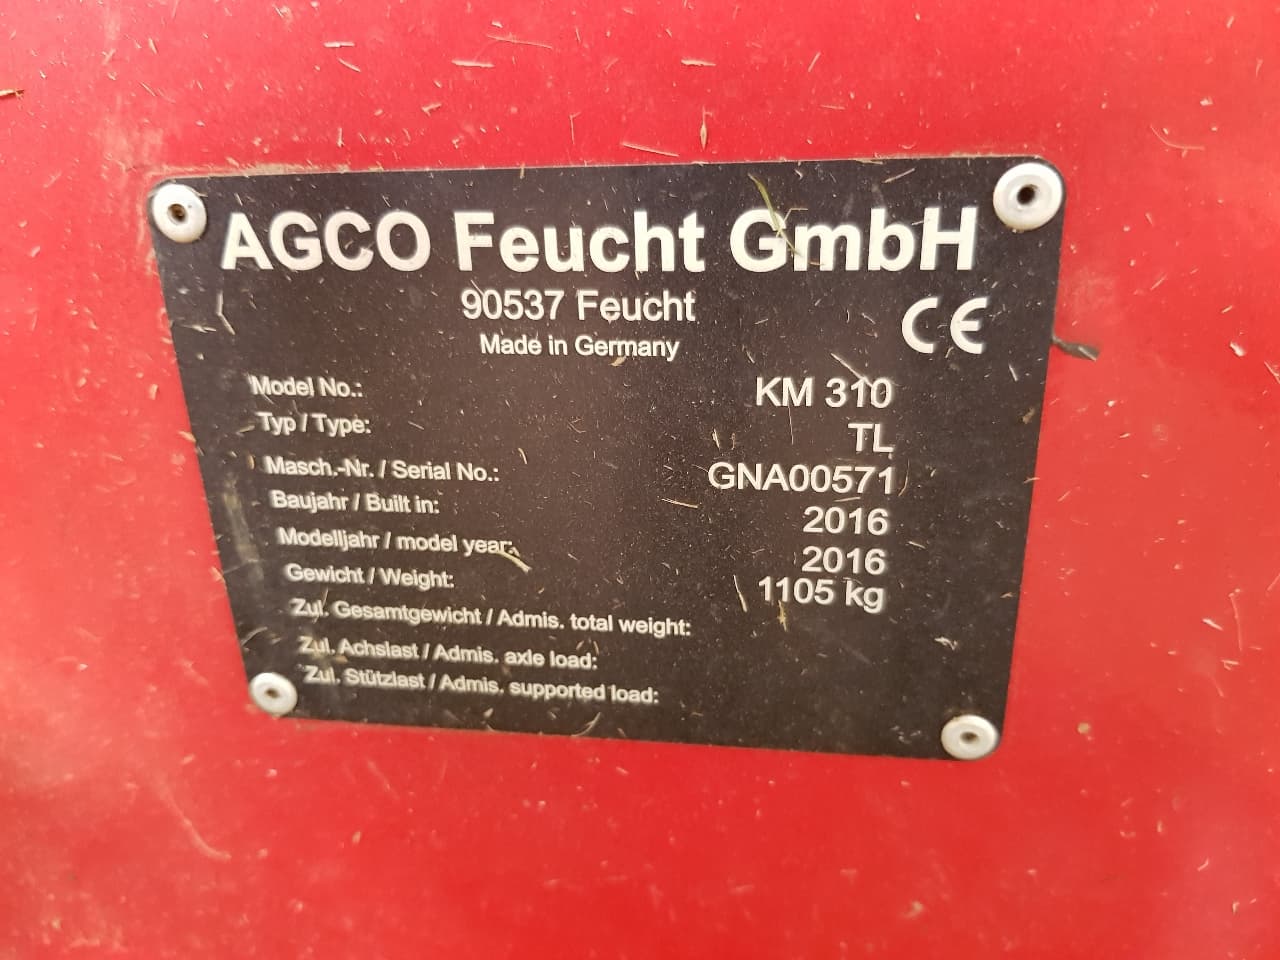 AGCO Feucht GmbH
90537 Feucht
Made in Germany
CE
Model No.: KM 310
Typ / Type: TL
Masch.-Nr. / Serial No.: GNA00571
Baujahr / Built in: 2016
Modelljahr / model year: 2016
Gewicht / Weight: 1105 kg
Zul. Gesamtgewicht / Admis. total weight:
Zul. Achslast / Admis. axle load:
Zul. Stützlast / Admis. supported load: